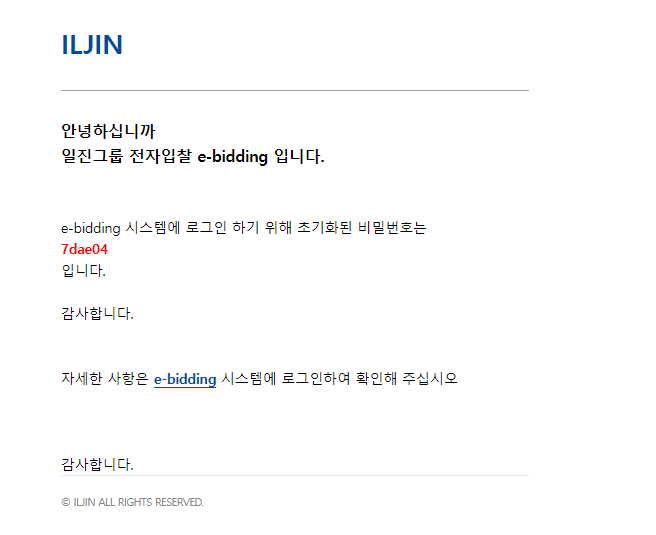 ILJIN
안녕하십니까
일진그룹 전자입찰 e-bidding 입니다.
e-bidding 시스템에 로그인 하기 위해 초기화된 비밀번호는
7dae04
입니다.
감사합니다.
자세한 사항은 e-bidding 시스템에 로그인하여 확인해 주십시오
감사합니다.
© ILJIN ALL RIGHTS RESERVED.